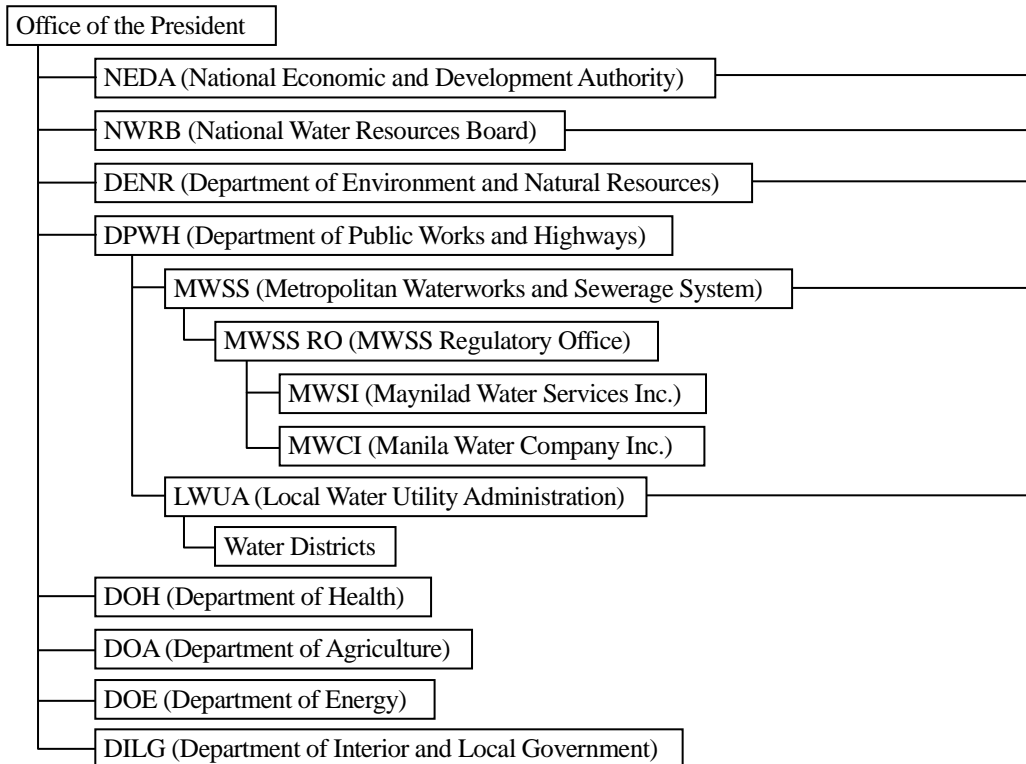 Office of the President
NEDA (National Economic and Development Authority)
NWRB (National Water Resources Board)
DENR (Department of Environment and Natural Resources)
DPWH (Department of Public Works and Highways)
MWSS (Metropolitan Waterworks and Sewerage System)
MWSS RO (MWSS Regulatory Office)
MWSI (Maynilad Water Services Inc.)
MWCI (Manila Water Company Inc.)
LWUA (Local Water Utility Administration)
Water Districts
DOH (Department of Health)
DOA (Department of Agriculture)
DOE (Department of Energy)
DILG (Department of Interior and Local Government)